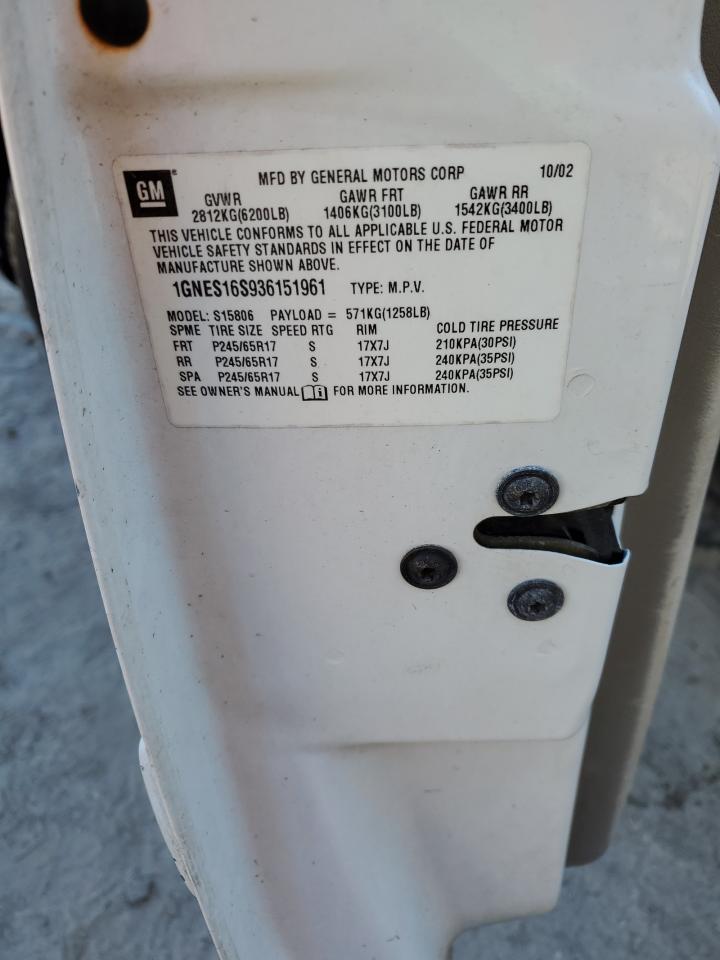 GM
MFD BY GENERAL MOTORS CORP 10/02
GVWR GAWR FRT GAWR RR
2812KG(6200LB) 1406KG(3100LB) 1542KG(3400LB)
THIS VEHICLE CONFORMS TO ALL APPLICABLE U.S. FEDERAL MOTOR
VEHICLE SAFETY STANDARDS IN EFFECT ON THE DATE OF
MANUFACTURE SHOWN ABOVE.
1GNES16S936151961 TYPE: M.P.V.
MODEL: S15806 PAYLOAD = 571KG(1258LB)
SPME TIRE SIZE SPEED RTG RIM COLD TIRE PRESSURE
FRT P245/65R17 S 17X7J 210KPA(30PSI)
RR P245/65R17 S 17X7J 240KPA(35PSI)
SPA P245/65R17 S 17X7J 240KPA(35PSI)
SEE OWNER'S MANUAL FOR MORE INFORMATION.